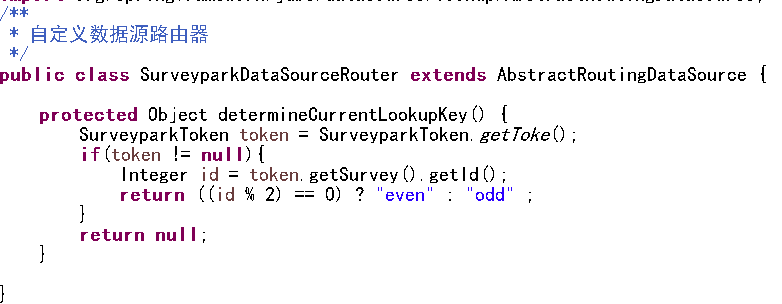 /**
 * 自定义数据源路由器
 */
public class SurveyparkDataSourceRouter extends AbstractRoutingDataSource {
    protected Object determineCurrentLookupKey() {
        SurveyparkToken token = SurveyparkToken.getToke();
        if(token != null){
            Integer id = token.getSurvey().getId();
            return ((id % 2) == 0) ? "even" : "odd" ;
        }
        return null;
    }
}